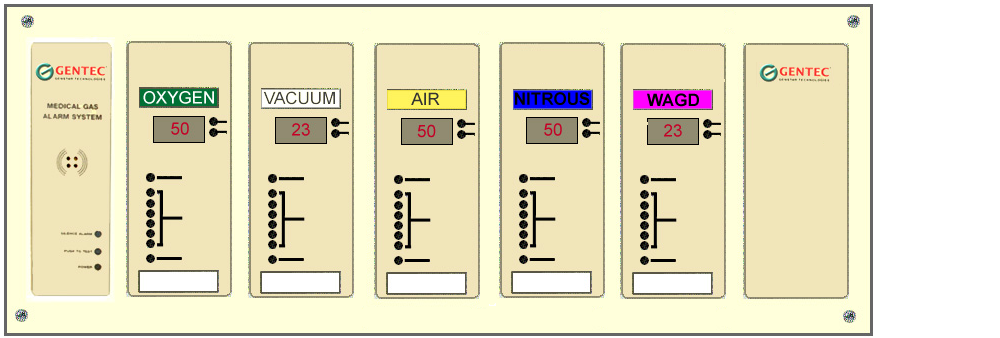 GENTEC
GENSTAR TECHNOLOGIES
MEDICAL GAS
ALARM SYSTEM
SILENCE ALARM
PUSH TO TEST
POWER
OXYGEN
50
VACUUM
23
AIR
50
NITROUS
50
WAGD
23
GENTEC
GENSTAR TECHNOLOGIES